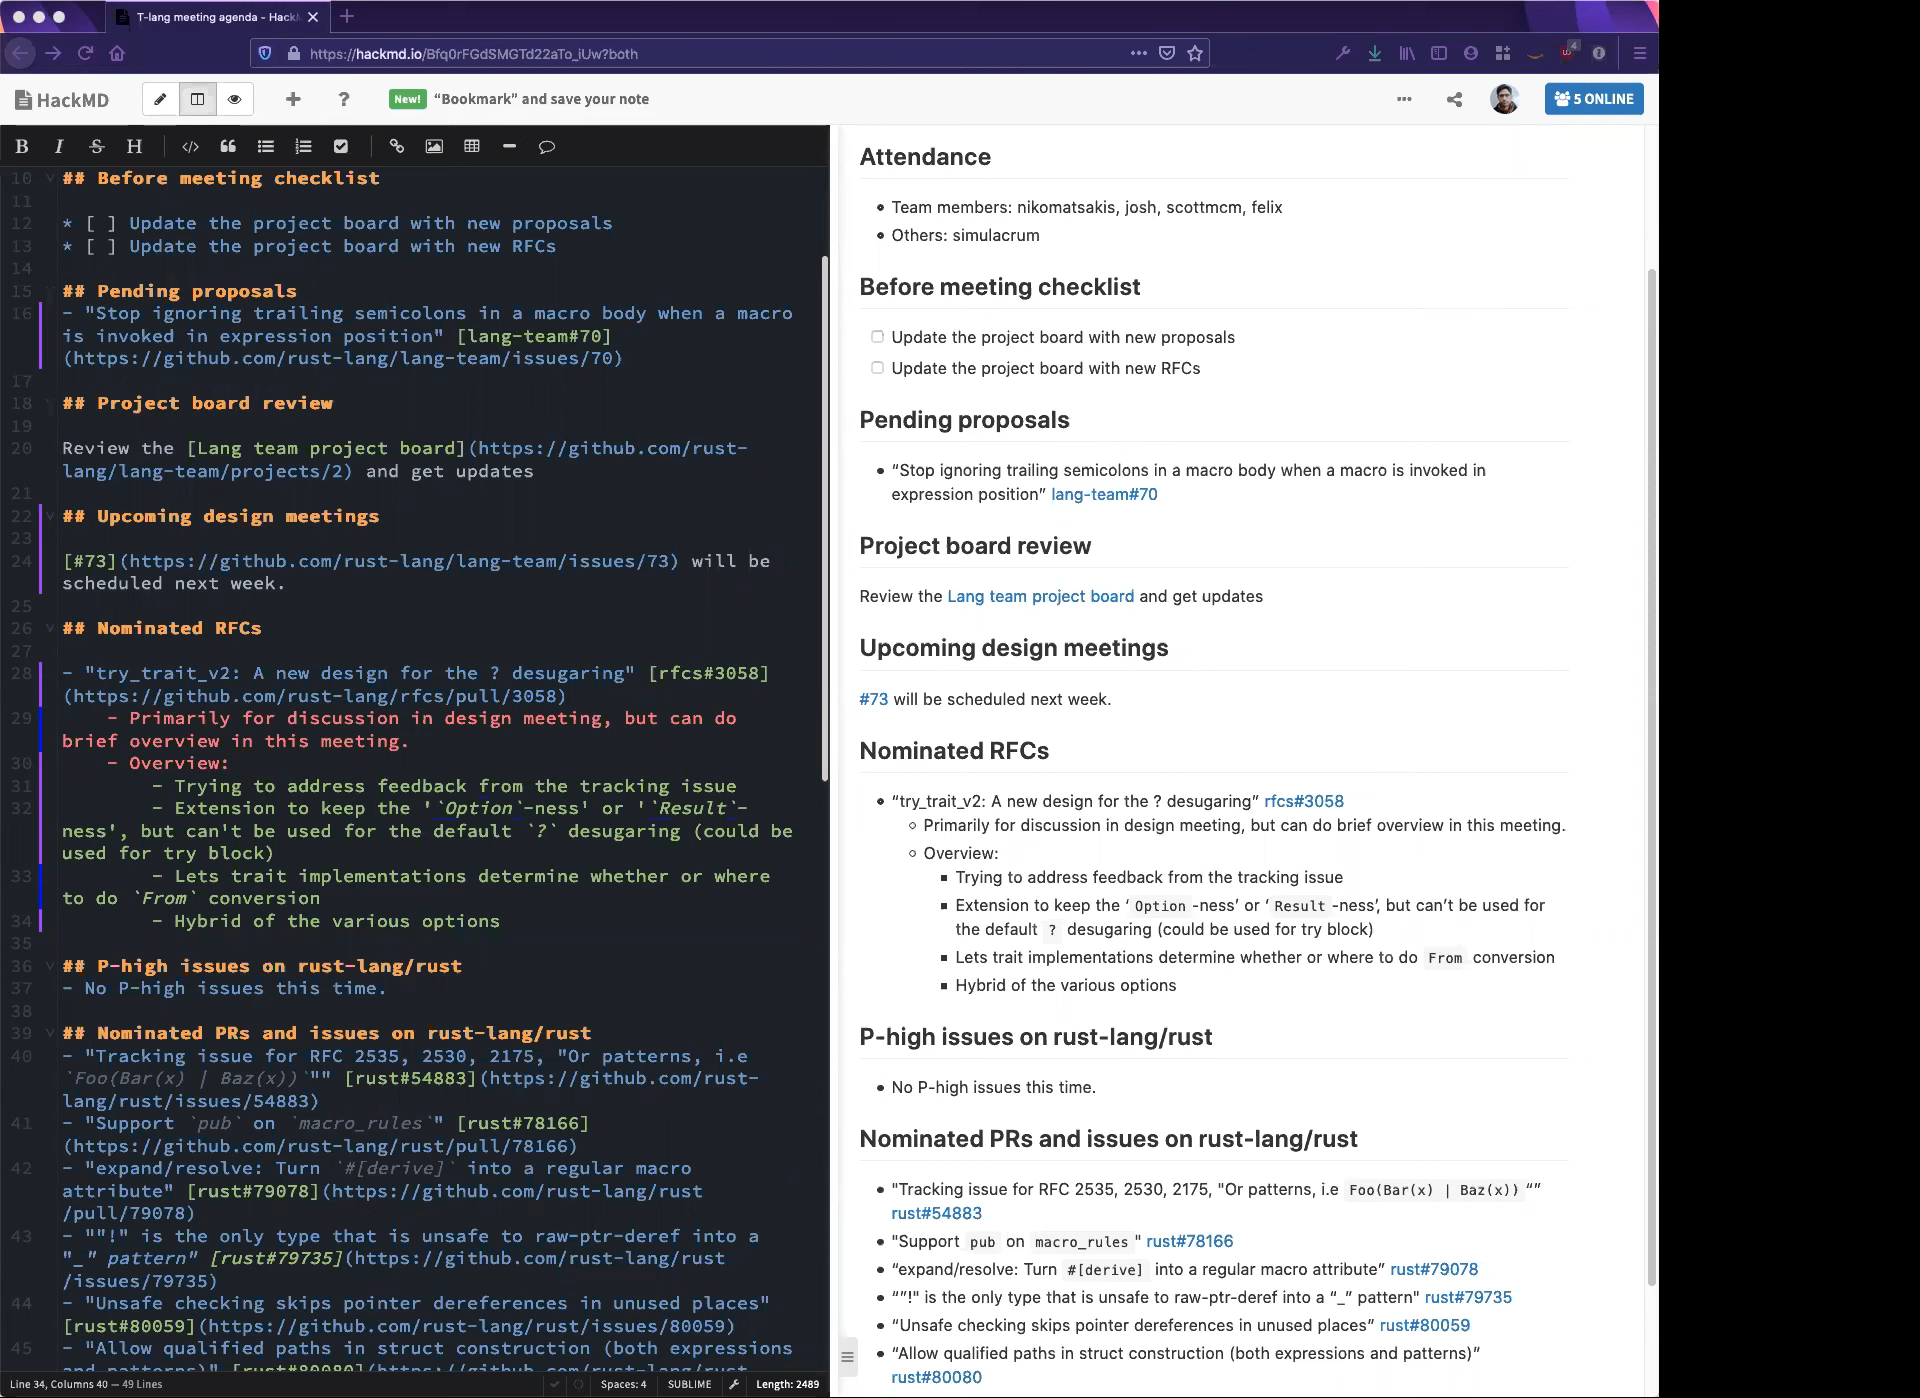 T-lang meeting agenda - Hack
https://hackmd.io/Bfq0rFGdSMGTd22aTo_iUw?both
4
HackMD
New! “Bookmark” and save your note
5 ONLINE
B I S H
10 ## Before meeting checklist
11
12 * [ ] Update the project board with new proposals
13 * [ ] Update the project board with new RFCs
14
15 ## Pending proposals
16 - "Stop ignoring trailing semicolons in a macro body when a macro
is invoked in expression position" [lang-team#70]
(https://github.com/rust-lang/lang-team/issues/70)
17
18 ## Project board review
19
20 Review the [Lang team project board](https://github.com/rust-
lang/lang-team/projects/2) and get updates
21
22 ## Upcoming design meetings
23
24 [#73](https://github.com/rust-lang/lang-team/issues/73) will be
scheduled next week.
25
26 ## Nominated RFCs
27
28 - "try_trait_v2: A new design for the ? desugaring" [rfcs#3058]
(https://github.com/rust-lang/rfcs/pull/3058)
29 - Primarily for discussion in design meeting, but can do
brief overview in this meeting.
30 - Overview:
31 - Trying to address feedback from the tracking issue
32 - Extension to keep the '`Option`-ness' or '`Result`-
ness', but can't be used for the default `?` desugaring (could be
used for try block)
33 - Lets trait implementations determine whether or where
to do `From` conversion
34 - Hybrid of the various options
35
36 ## P-high issues on rust-lang/rust
37 - No P-high issues this time.
38
39 ## Nominated PRs and issues on rust-lang/rust
40 - "Tracking issue for RFC 2535, 2530, 2175, "Or patterns, i.e
`Foo(Bar(x) | Baz(x))`"" [rust#54883](https://github.com/rust-
lang/rust/issues/54883)
41 - "Support `pub` on `macro_rules`" [rust#78166]
(https://github.com/rust-lang/rust/pull/78166)
42 - "expand/resolve: Turn `#[derive]` into a regular macro
attribute" [rust#79078](https://github.com/rust-lang/rust
/pull/79078)
43 - ""!" is the only type that is unsafe to raw-ptr-deref into a
"_" pattern" [rust#79735](https://github.com/rust-lang/rust
/issues/79735)
44 - "Unsafe checking skips pointer dereferences in unused places"
[rust#80059](https://github.com/rust-lang/rust/issues/80059)
45 - "Allow qualified paths in struct construction (both expressions
and patterns)" [rust#80080](https://github.com/rust-lang/rust
Line 34, Columns 40 — 49 Lines
Spaces: 4 SUBLIME Length: 2489
Attendance
Team members: nikomatsakis, josh, scottmcm, felix
Others: simulacrum
Before meeting checklist
Update the project board with new proposals
Update the project board with new RFCs
Pending proposals
“Stop ignoring trailing semicolons in a macro body when a macro is invoked in
expression position” lang-team#70
Project board review
Review the Lang team project board and get updates
Upcoming design meetings
#73 will be scheduled next week.
Nominated RFCs
“try_trait_v2: A new design for the ? desugaring” rfcs#3058
Primarily for discussion in design meeting, but can do brief overview in this meeting.
Overview:
Trying to address feedback from the tracking issue
Extension to keep the ‘ Option -ness’ or ‘ Result -ness’, but can’t be used for
the default ? desugaring (could be used for try block)
Lets trait implementations determine whether or where to do From conversion
Hybrid of the various options
P-high issues on rust-lang/rust
No P-high issues this time.
Nominated PRs and issues on rust-lang/rust
"Tracking issue for RFC 2535, 2530, 2175, "Or patterns, i.e Foo(Bar(x) | Baz(x)) “”
rust#54883
"Support pub on macro_rules " rust#78166
“expand/resolve: Turn #[derive] into a regular macro attribute” rust#79078
“”!" is the only type that is unsafe to raw-ptr-deref into a “_” pattern" rust#79735
“Unsafe checking skips pointer dereferences in unused places” rust#80059
“Allow qualified paths in struct construction (both expressions and patterns)”
rust#80080